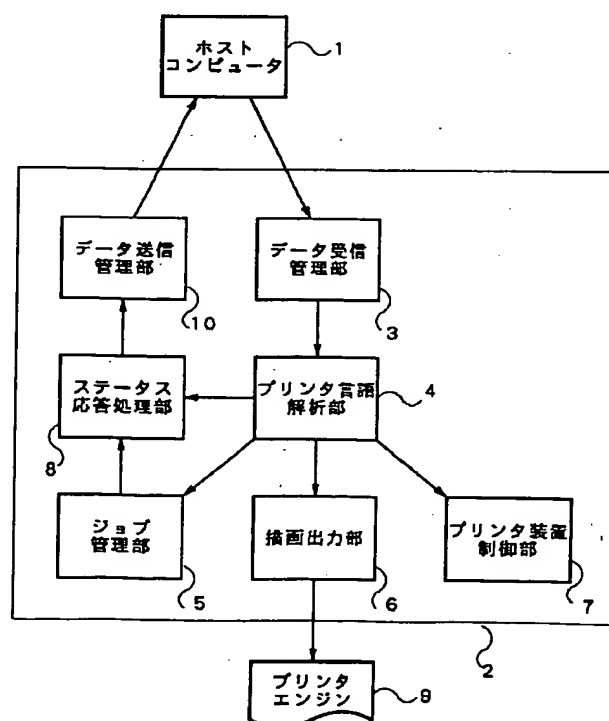 ホスト
コンピュータ
1
データ送信
管理部
10
データ受信
管理部
3
ステータス
応答処理部
8
プリンタ言語
解析部
4
ジョブ
管理部
5
描画出力部
6
プリンタ装置
制御部
7
2
プリンタ
エンジン
9